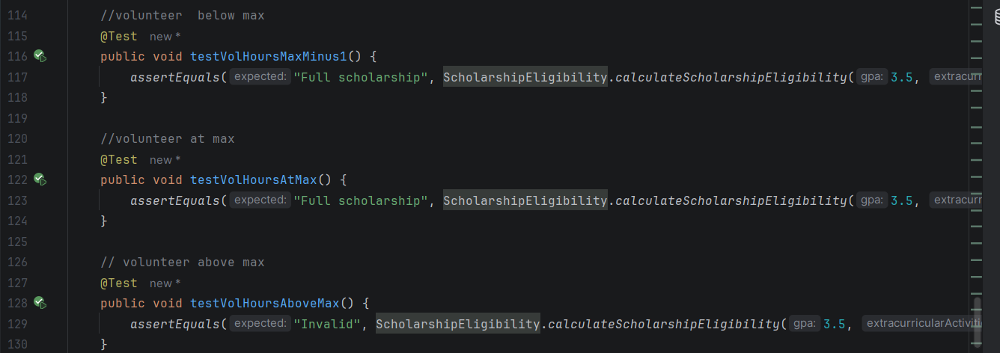 114 //volunteer  below max
115 @Test new *
116 public void testVolHoursMaxMinus1() {
117 assertEquals( expected: "Full scholarship", ScholarshipEligibility.calculateScholarshipEligibility( gpa: 3.5, extracurr
118 }
119
120 //volunteer at max
121 @Test new *
122 public void testVolHoursAtMax() {
123 assertEquals( expected: "Full scholarship", ScholarshipEligibility.calculateScholarshipEligibility( gpa: 3.5, extracurr
124 }
125
126 // volunteer above max
127 @Test new *
128 public void testVolHoursAboveMax() {
129 assertEquals( expected: "Invalid", ScholarshipEligibility.calculateScholarshipEligibility( gpa: 3.5, extracurricularActiviti
130 }